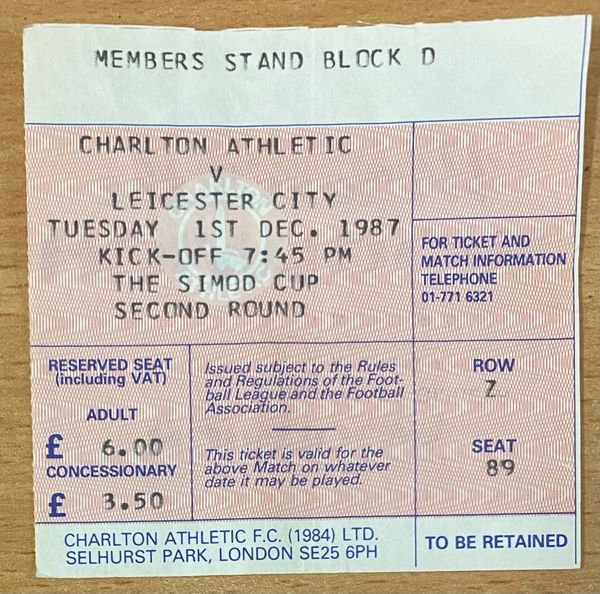 MEMBERS STAND BLOCK D
CHARLTON ATHLETIC
V
LEICESTER CITY
TUESDAY 1ST DEC. 1987
KICK-OFF 7:45 PM
THE SIMOD CUP
SECOND ROUND
FOR TICKET AND
MATCH INFORMATION
TELEPHONE
01-771 6321
RESERVED SEAT
(including VAT)
ADULT
£ 6.00
CONCESSIONARY
£ 3.50
Issued subject to the Rules
and Regulations of the Foot-
ball League and the Football
Association.
This ticket is valid for the
above Match on whatever
date it may be played.
ROW
Z
SEAT
89
CHARLTON ATHLETIC F.C. (1984) LTD.
SELHURST PARK, LONDON SE25 6PH
TO BE RETAINED